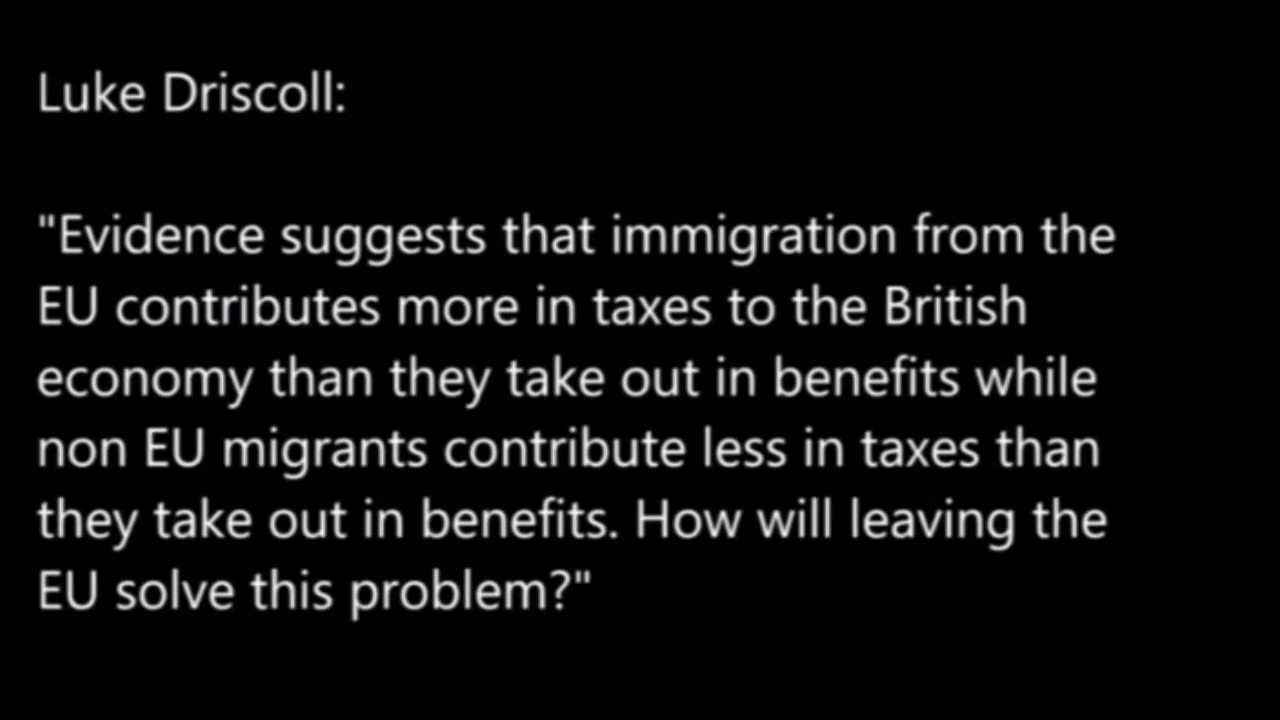 Luke Driscoll:
"Evidence suggests that immigration from the
EU contributes more in taxes to the British
economy than they take out in benefits while
non EU migrants contribute less in taxes than
they take out in benefits. How will leaving the
EU solve this problem?"